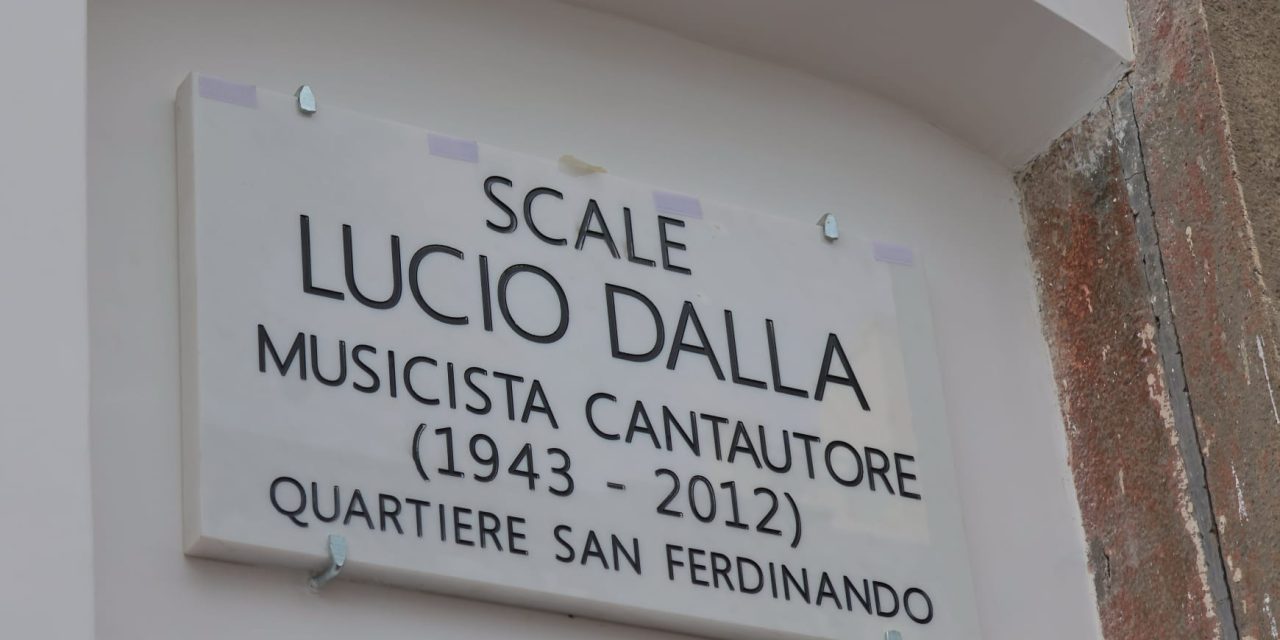 SCALE
LUCIO DALLA
MUSICISTA CANTAUTORE
(1943 - 2012)
QUARTIERE SAN FERDINANDO